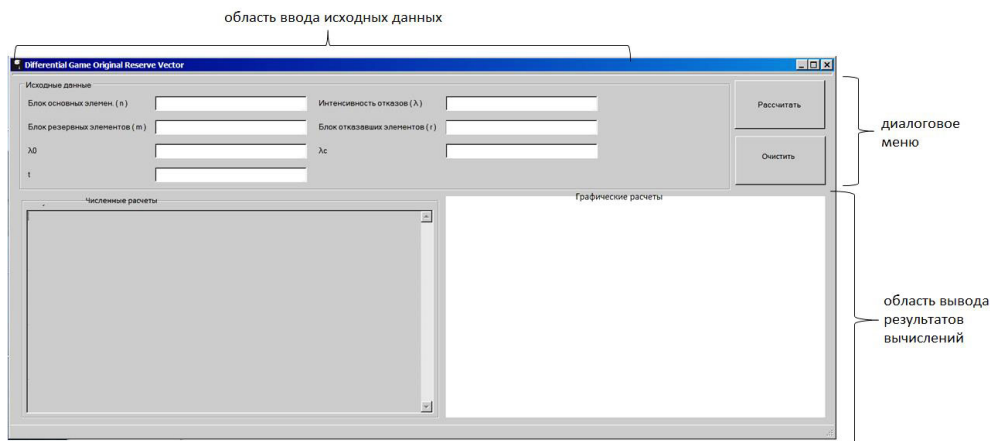 область ввода исходных данных
Differential Game Original Reserve Vector
Исходные данные
Блок основных элемен. ( n )
Интенсивность отказов ( λ )
Рассчитать
Блок резервных элементов ( m )
Блок отказавших элементов ( r )
λ0
λс
Очистить
t
диалоговое
меню
Численные расчеты
Графические расчеты
область вывода
результатов
вычислений